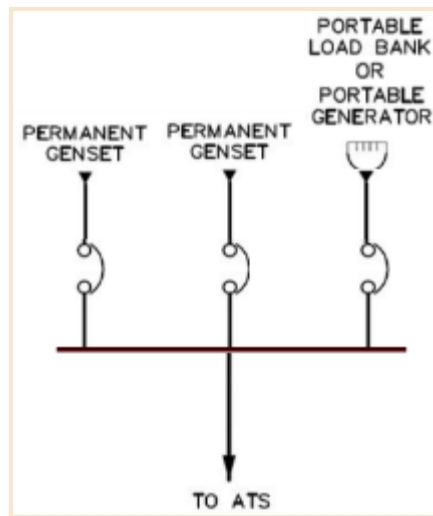 PORTABLE
LOAD BANK
OR
PORTABLE
GENERATOR
PERMANENT
GENSET
PERMANENT
GENSET
TO ATS